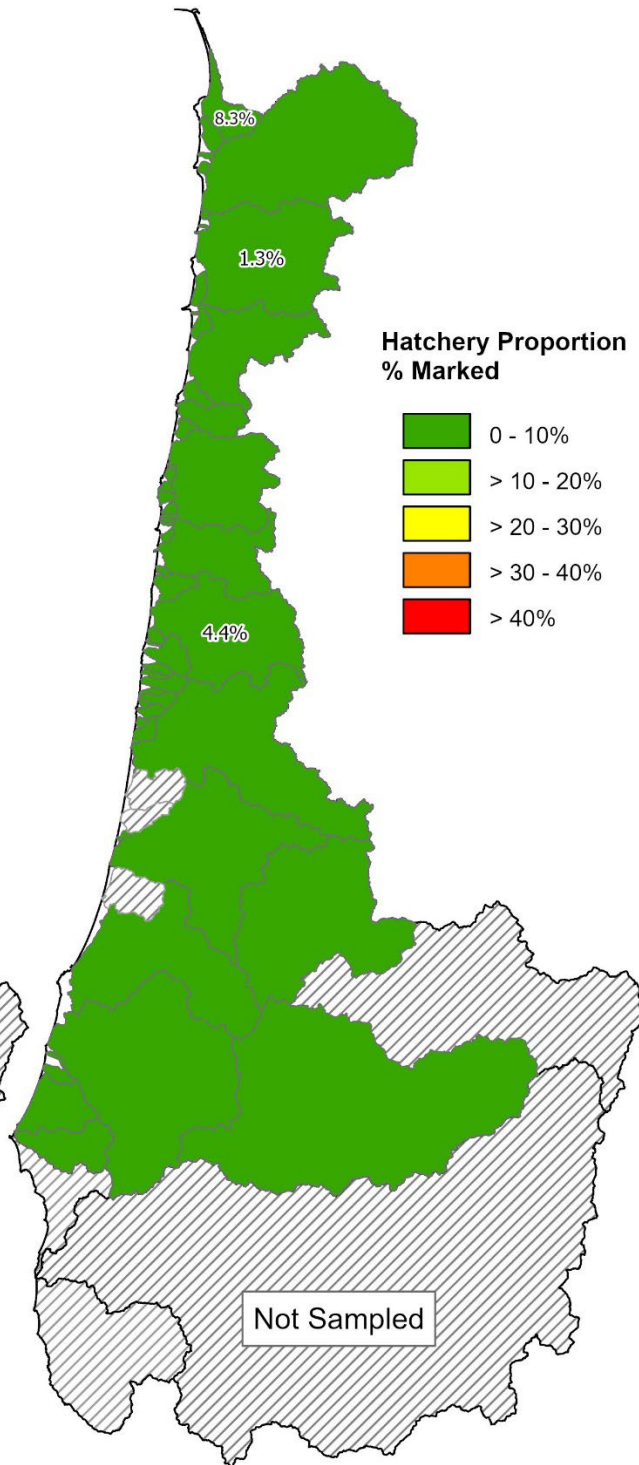 8.3%
1.3%
Hatchery Proportion
% Marked
0 - 10%
> 10 - 20%
> 20 - 30%
> 30 - 40%
> 40%
4.4%
Not Sampled